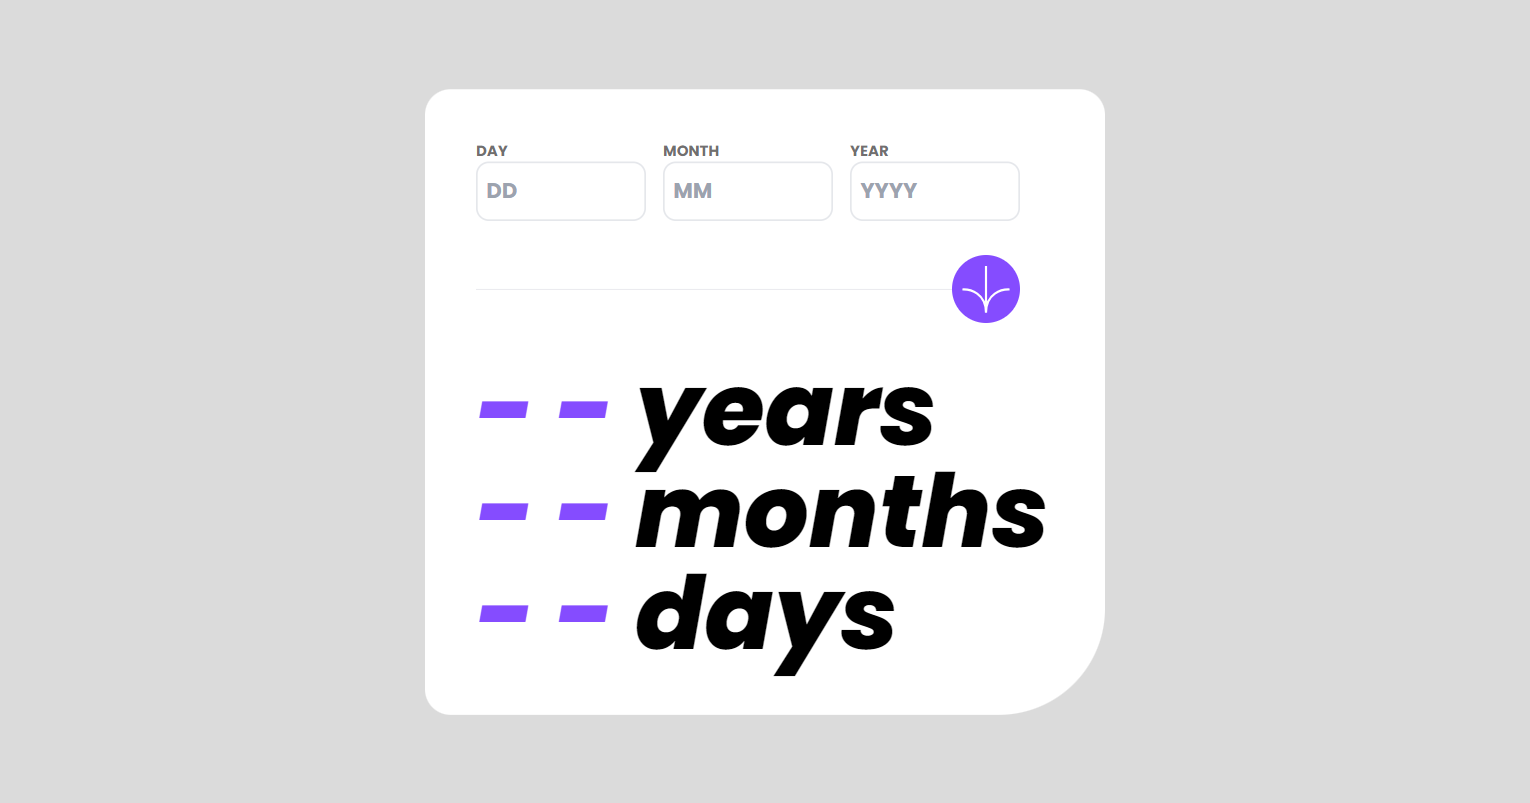 DAY MONTH YEAR
DD MM YYYY
- - years
- - months
- - days